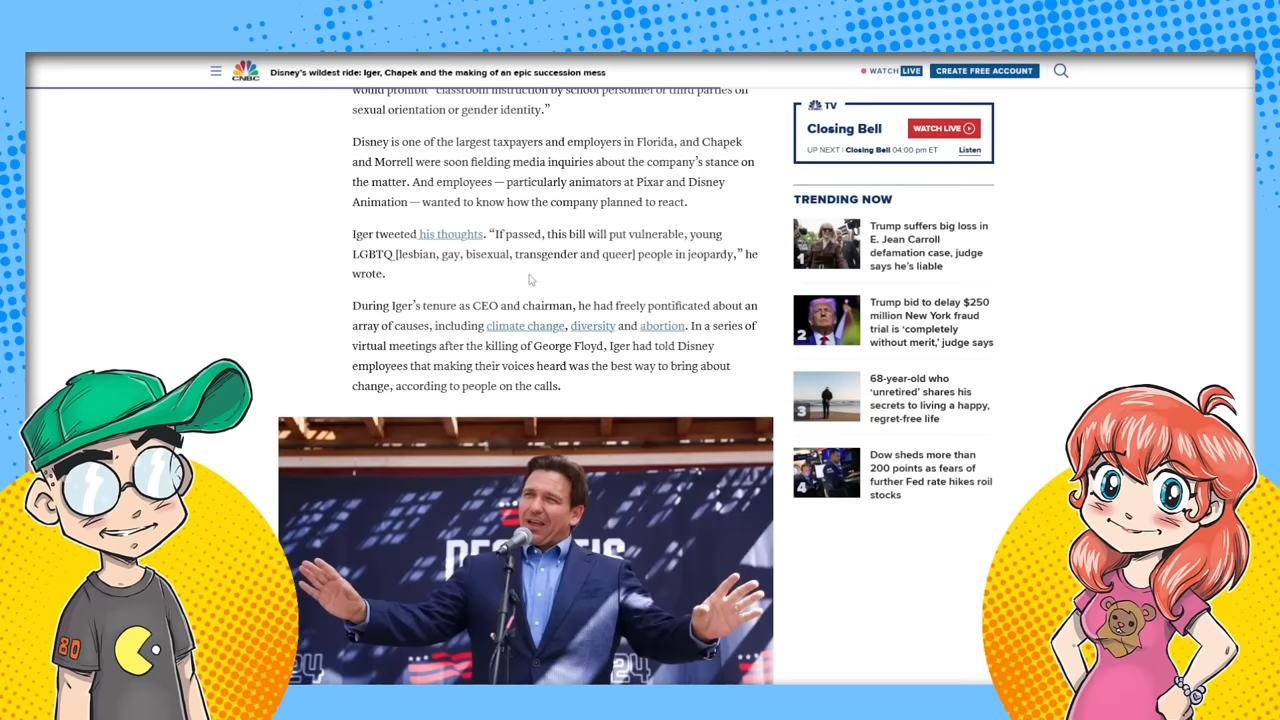 CNBC
Disney's wildest ride: Iger, Chapek and the making of an epic succession mess
WATCH LIVE
CREATE FREE ACCOUNT
would prohibit "classroom instruction by school personnel or third parties on
sexual orientation or gender identity."
Disney is one of the largest taxpayers and employers in Florida, and Chapek
and Morrell were soon fielding media inquiries about the company's stance on
the matter. And employees — particularly animators at Pixar and Disney
Animation — wanted to know how the company planned to react.
Iger tweeted his thoughts. "If passed, this bill will put vulnerable, young
LGBTQ [lesbian, gay, bisexual, transgender and queer] people in jeopardy," he
wrote.
During Iger's tenure as CEO and chairman, he had freely pontificated about an
array of causes, including climate change, diversity and abortion. In a series of
virtual meetings after the killing of George Floyd, Iger had told Disney
employees that making their voices heard was the best way to bring about
change, according to people on the calls.
TV
Closing Bell
WATCH LIVE
UP NEXT | Closing Bell 04:00 pm ET
Listen
TRENDING NOW
1
Trump suffers big loss in
E. Jean Carroll
defamation case, judge
says he's liable
2
Trump bid to delay $250
million New York fraud
trial is 'completely
without merit,' judge says
3
68-year-old who
'unretired' shares his
secrets to living a happy,
regret-free life
4
Dow sheds more than
200 points as fears of
further Fed rate hikes roil
stocks
24
24
80